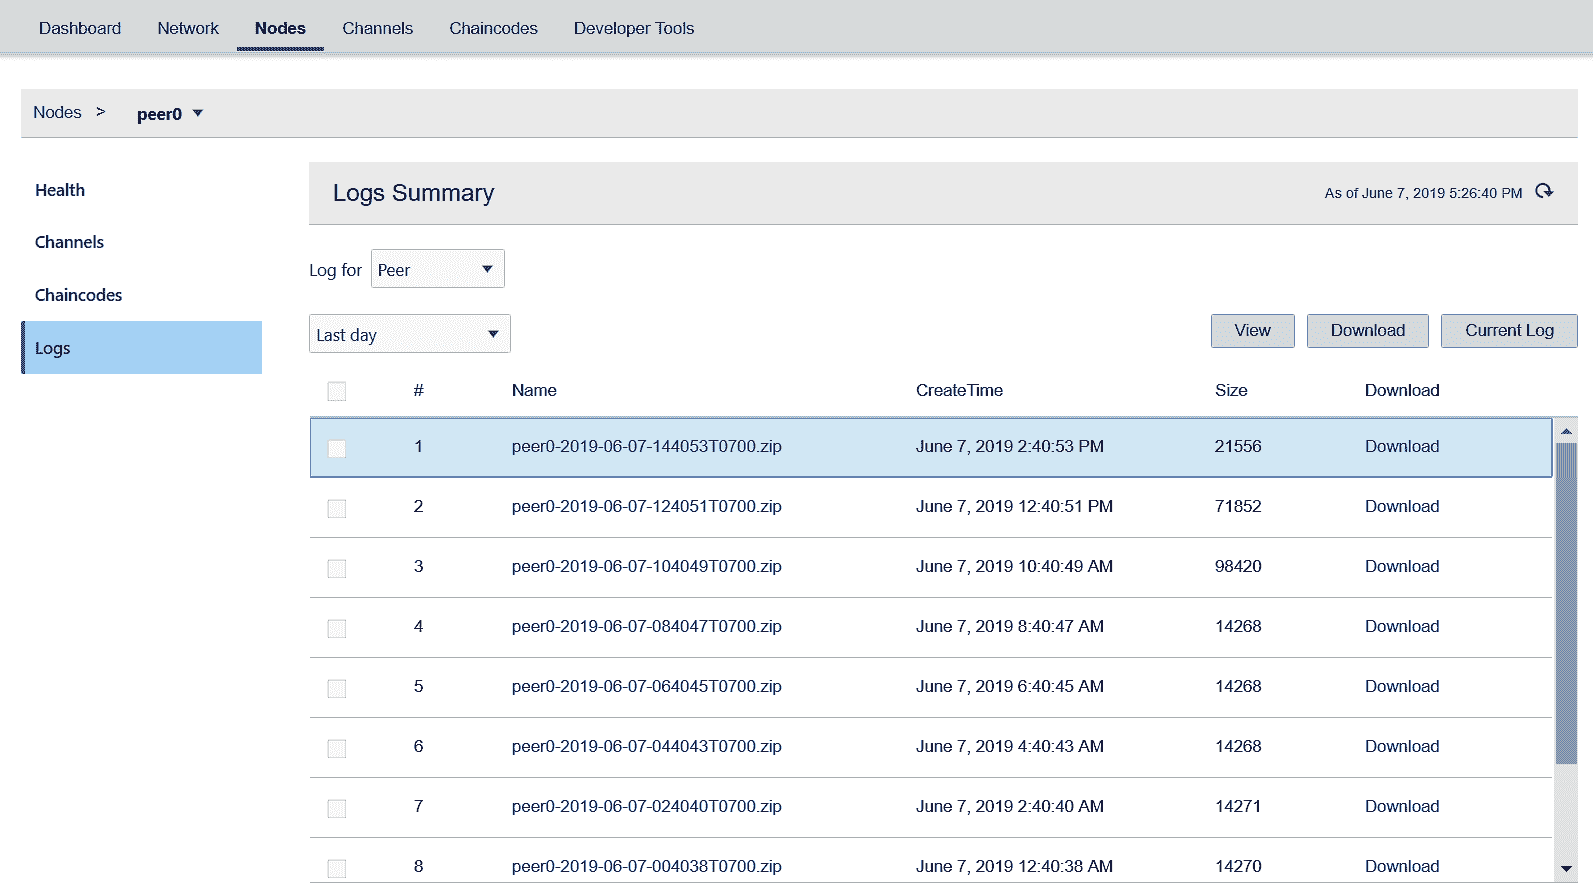 Dashboard Network Nodes Channels Chaincodes Developer Tools
Nodes > peer0
Health
Channels
Chaincodes
Logs
Logs Summary As of June 7, 2019 5:26:40 PM
Log for Peer
Last day View Download Current Log
# Name CreateTime Size Download
1 peer0-2019-06-07-144053T0700.zip June 7, 2019 2:40:53 PM 21556 Download
2 peer0-2019-06-07-124051T0700.zip June 7, 2019 12:40:51 PM 71852 Download
3 peer0-2019-06-07-104049T0700.zip June 7, 2019 10:40:49 AM 98420 Download
4 peer0-2019-06-07-084047T0700.zip June 7, 2019 8:40:47 AM 14268 Download
5 peer0-2019-06-07-064045T0700.zip June 7, 2019 6:40:45 AM 14268 Download
6 peer0-2019-06-07-044043T0700.zip June 7, 2019 4:40:43 AM 14268 Download
7 peer0-2019-06-07-024040T0700.zip June 7, 2019 2:40:40 AM 14271 Download
8 peer0-2019-06-07-004038T0700.zip June 7, 2019 12:40:38 AM 14270 Download